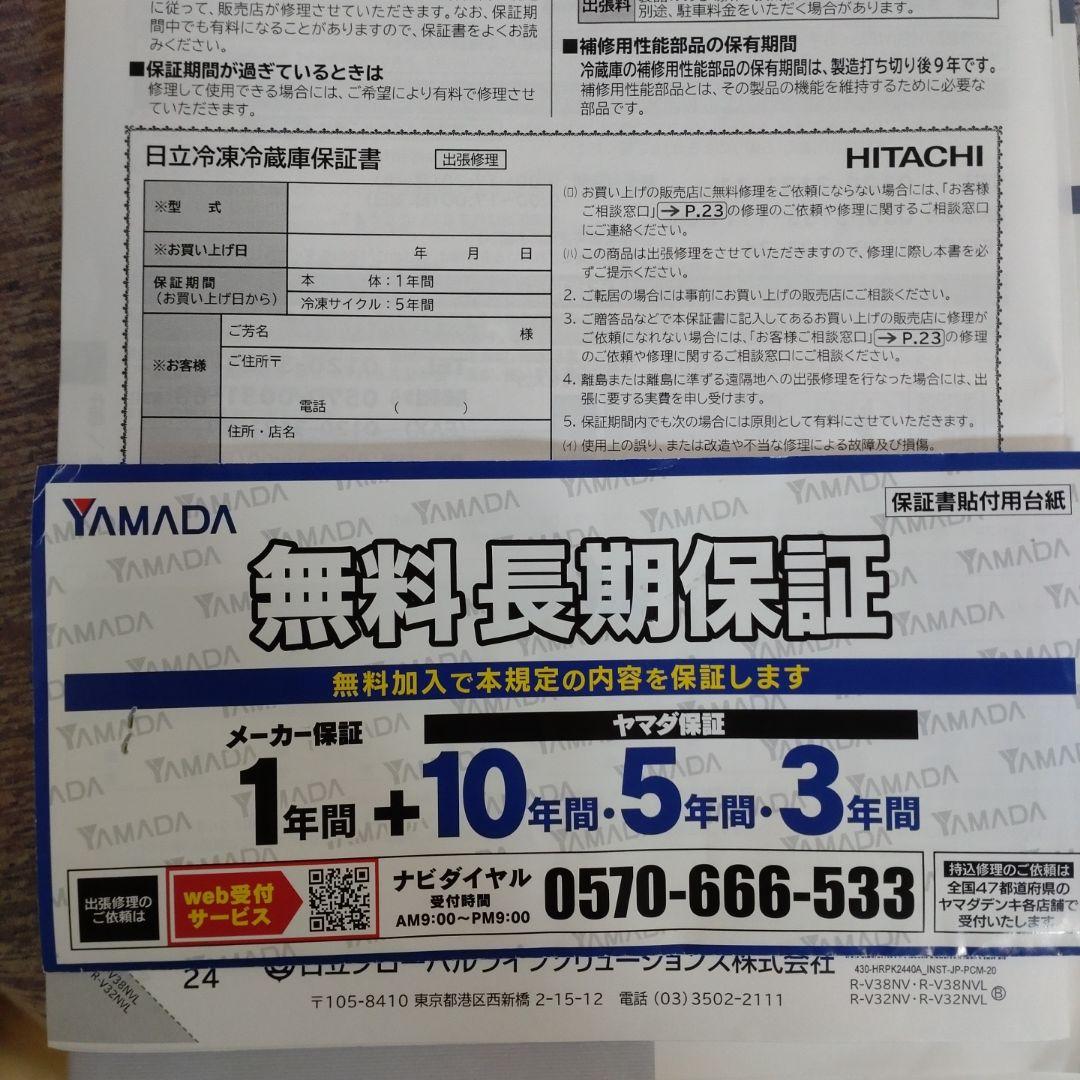 に従って、販売店が修理させていただきます。なお、保証期
間中でも有料になることがありますので、保証書をよくお読
みください。
■保証期間が過ぎているときは
修理して使用できる場合には、ご希望により有料で修理させ
ていただきます。
出張料
別途、駐車料金をいただく場合があります。
■補修用性能部品の保有期間
冷蔵庫の補修用性能部品の保有期間は、製造打ち切り後9年です。
補修用性能部品とは、その製品の機能を維持するために必要な
部品です。
日立冷凍冷蔵庫保証書 出張修理 HITACHI
※型 式
※お買い上げ日 年 月 日
保証期間
(お買い上げ日から)
本 体:1年間
冷凍サイクル:5年間
※お客様
ご芳名 様
ご住所〒
電話 ( )
住所・店名
(ロ) お買い上げの販売店に無料修理をご依頼にならない場合には、「お客様
ご相談窓口」→P.23の修理のご依頼や修理に関するご相談窓口
にご連絡ください。
(ハ) この商品は出張修理をさせていただきますので、修理に際し本書を必
ずご提示ください。
2. ご転居の場合には事前にお買い上げの販売店にご相談ください。
3. ご贈答品などで本保証書に記入してあるお買い上げの販売店に修理が
ご依頼になれない場合には、「お客様ご相談窓口」→P.23の修理
のご依頼や修理に関するご相談窓口にご相談ください。
4. 離島または離島に準ずる遠隔地への出張修理を行なった場合には、出
張に要する実費を申し受けます。
5. 保証期間内でも次の場合には原則として有料にさせていただきます。
(イ) 使用上の誤り、または改造や不当な修理による故障及び損傷。
YAMADA
保証書貼付用台紙
無料長期保証
無料加入で本規定の内容を保証します
メーカー保証
ヤマダ保証
1年間+10年間・5年間・3年間
出張修理の
ご依頼は
web受付
サービス
ナビダイヤル
受付時間
AM9:00〜PM9:00
0570-666-533
持込修理のご依頼は
全国47都道府県の
ヤマダデンキ各店舗で
受付いたします
V38NVL
R-V32NVL
24
日立グローバルライフソリューションズ株式会社
〒105-8410 東京都港区西新橋 2-15-12 電話 (03) 3502-2111
430-HRPK2440A_INST-JP-PCM-20
R-V38NV・R-V38NVL
R-V32NV・R-V32NVL Ⓑ